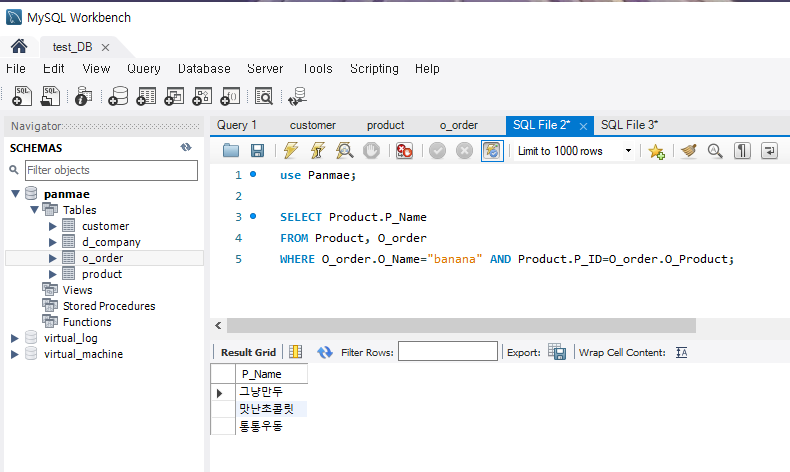 MySQL Workbench
test_DB
File Edit View Query Database Server Tools Scripting Help
Navigator
SCHEMAS
Filter objects
panmae
Tables
customer
d_company
o_order
product
Views
Stored Procedures
Functions
virtual_log
virtual_machine
Query 1 customer product o_order SQL File 2* SQL File 3*
Limit to 1000 rows
1 use Panmae;
2
3 SELECT Product.P_Name
4 FROM Product, O_order
5 WHERE O_order.O_Name="banana" AND Product.P_ID=O_order.O_Product;
Result Grid Filter Rows: Export: Wrap Cell Content:
P_Name
그냥만두
맛난초콜릿
통통우동